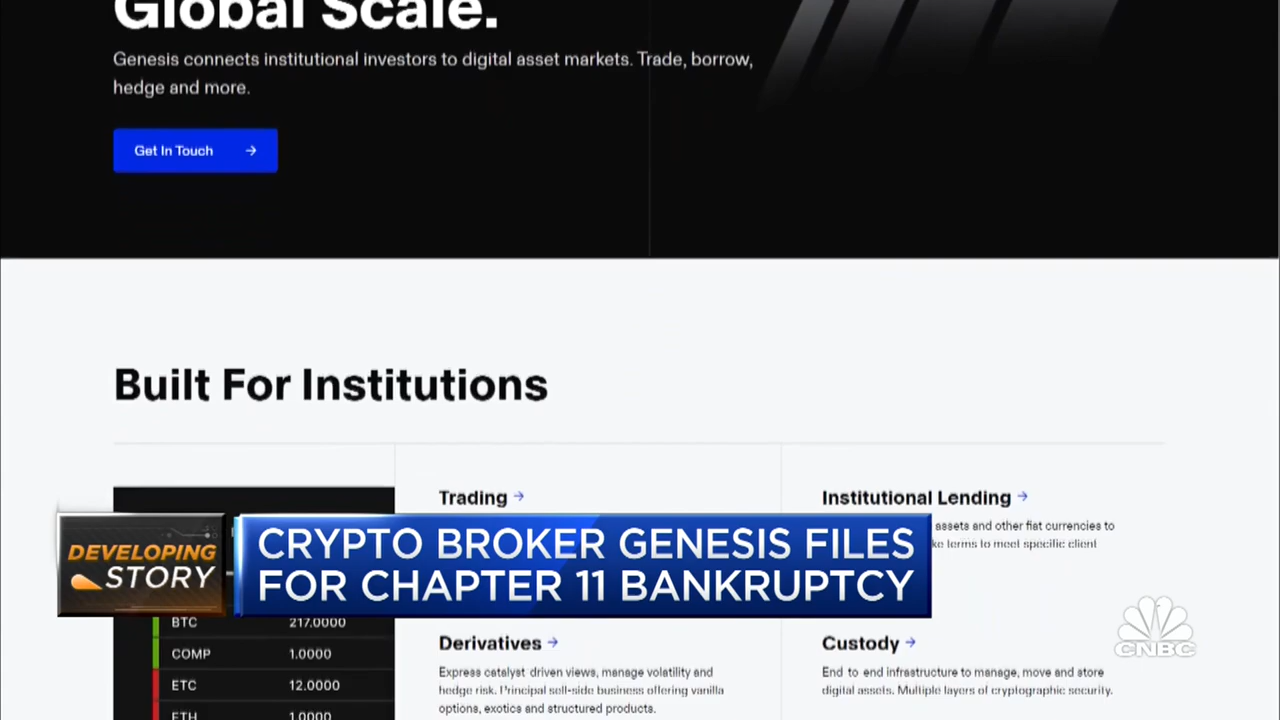 Global Scale.
Genesis connects institutional investors to digital asset markets. Trade, borrow,
hedge and more.
Get In Touch →
Built For Institutions
Trading →
Institutional Lending →
assets and other fiat currencies to
terms to meet specific client
DEVELOPING
STORY
CRYPTO BROKER GENESIS FILES
FOR CHAPTER 11 BANKRUPTCY
BTC 217.0000
COMP 1.0000
ETC 12.0000
ETH 1.0000
Derivatives →
Express catalyst driven views, manage volatility and
hedge risk. Principal sell-side business offering vanilla
options, exotics and structured products.
Custody →
End to end infrastructure to manage, move and store
digital assets. Multiple layers of cryptographic security.
CNBC